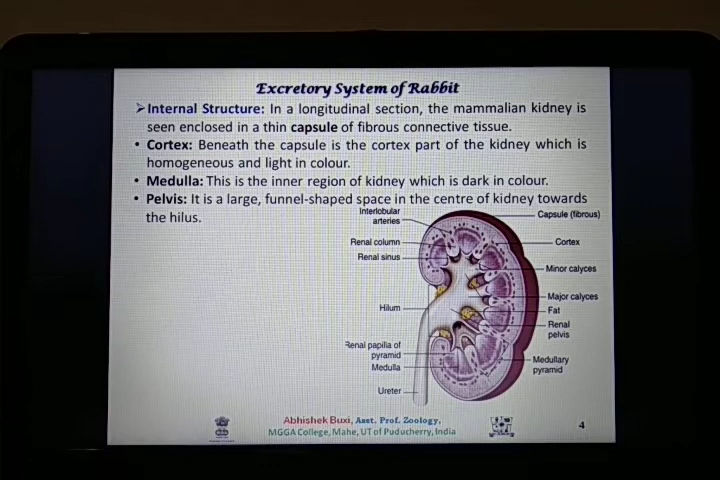 Excretory System of Rabbit
➢Internal Structure: In a longitudinal section, the mammalian kidney is
seen enclosed in a thin capsule of fibrous connective tissue.
• Cortex: Beneath the capsule is the cortex part of the kidney which is
homogeneous and light in colour.
• Medulla: This is the inner region of kidney which is dark in colour.
• Pelvis: It is a large, funnel-shaped space in the centre of kidney towards
the hilus.
Interlobular
arteries
Capsule (fibrous)
Renal column
Cortex
Renal sinus
Minor calyces
Major calyces
Hilum
Fat
Renal
pelvis
Renal papilla of
pyramid
Medullary
pyramid
Medulla
Ureter
Abhishek Buxi, Asst. Prof. Zoology,
MGGA College, Mahe, UT of Puducherry, India
4